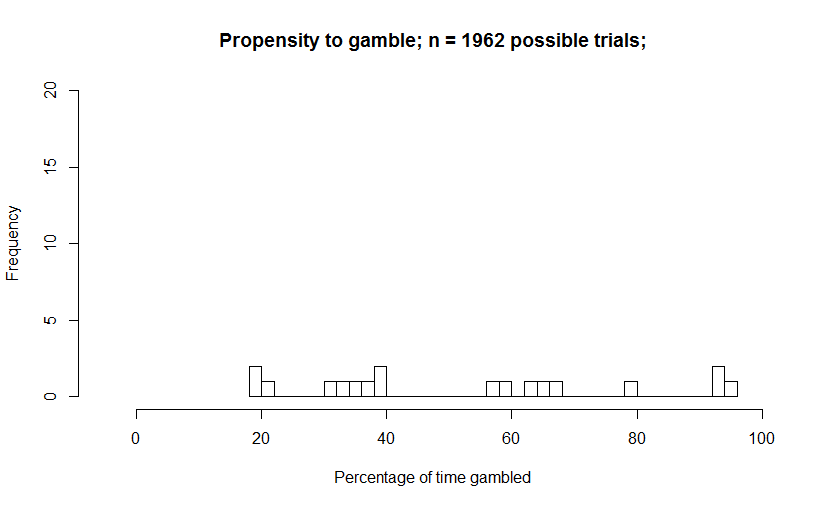 Propensity to gamble; n = 1962 possible trials;
20
15
10
5
0
Frequency
0 20 40 60 80 100
Percentage of time gambled